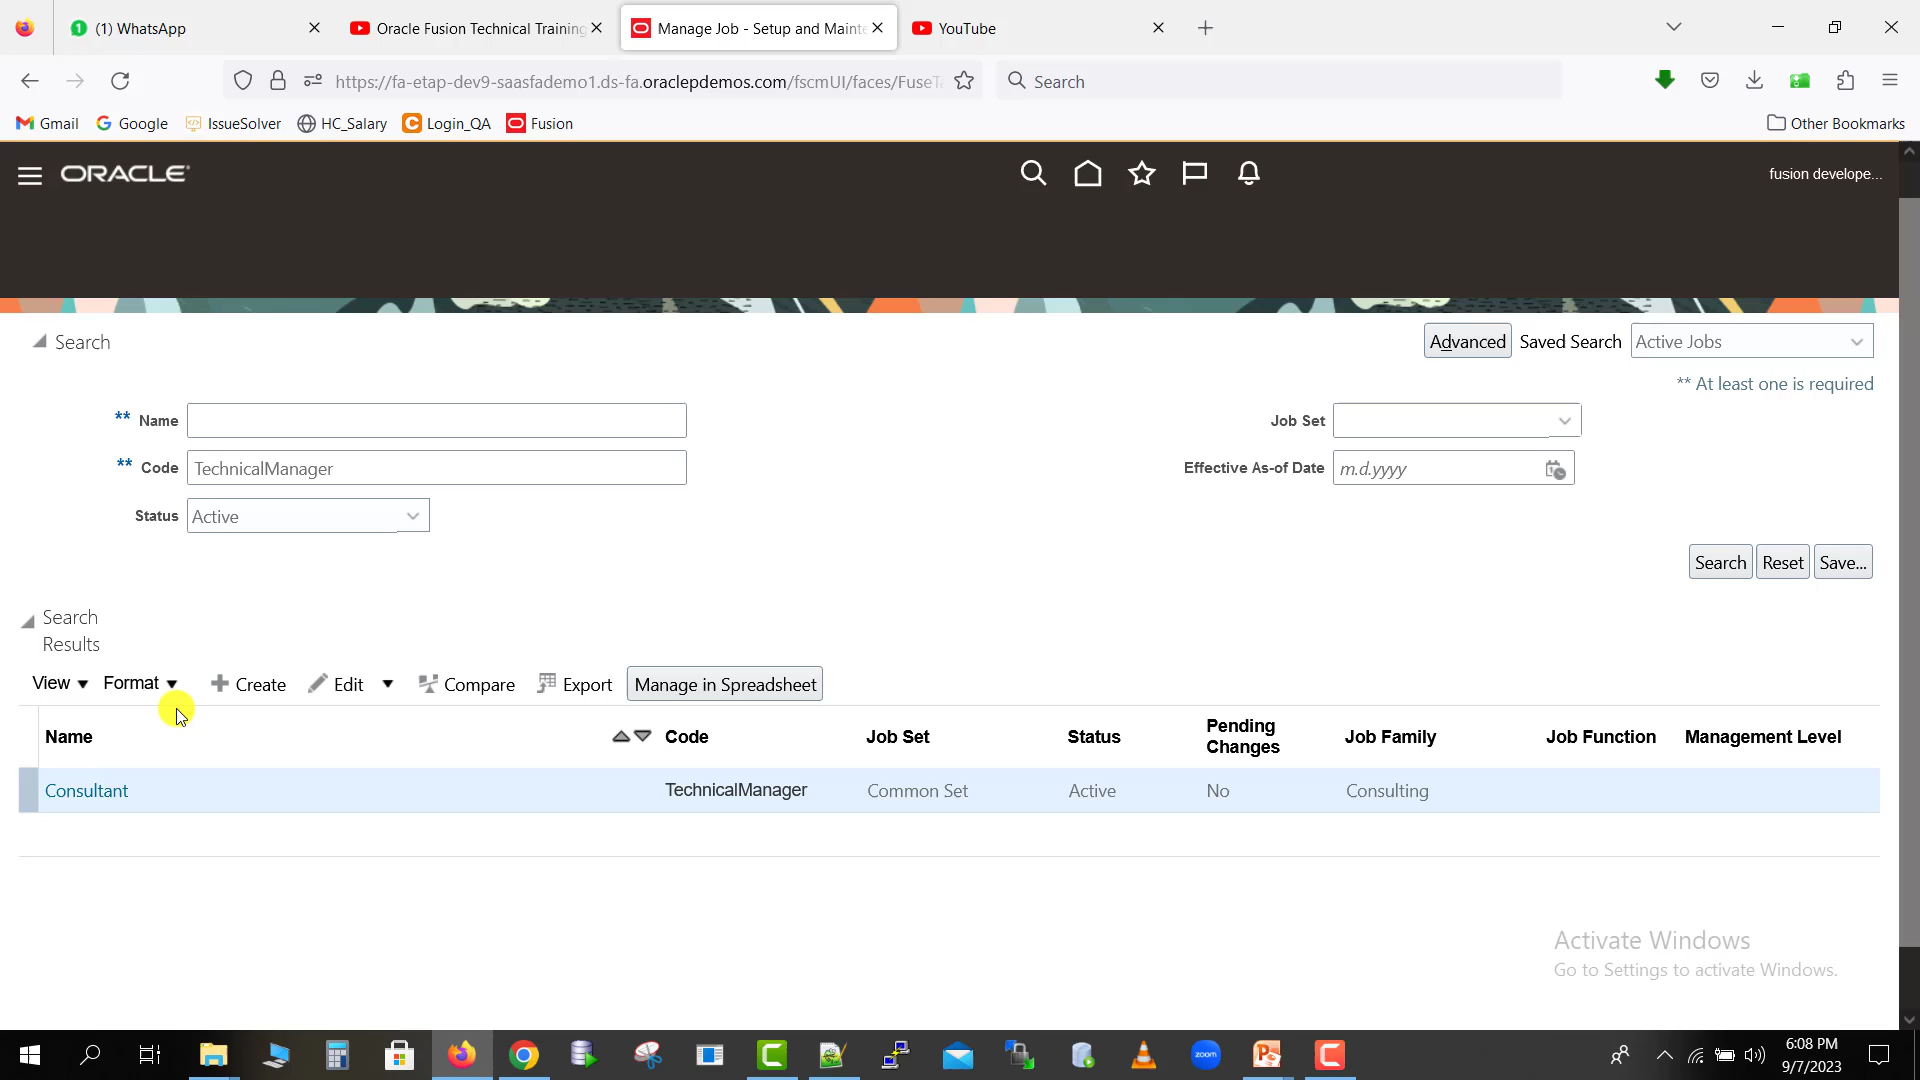 (1) WhatsApp
Oracle Fusion Technical Training
Manage Job - Setup and Mainte
YouTube
https://fa-etap-dev9-saasfademo1.ds-fa.oraclepdemos.com/fscmUI/faces/FuseTa
Search
Gmail
Google
IssueSolver
HC_Salary
Login_QA
Fusion
Other Bookmarks
ORACLE
fusion develope...
Search
Advanced
Saved Search
Active Jobs
** At least one is required
** Name
Job Set
** Code
TechnicalManager
Effective As-of Date
m.d.yyyy
Status
Active
Search
Reset
Save...
Search
Results
View
Format
Create
Edit
Compare
Export
Manage in Spreadsheet
Name
Code
Job Set
Status
Pending
Changes
Job Family
Job Function
Management Level
Consultant
TechnicalManager
Common Set
Active
No
Consulting
Activate Windows
Go to Settings to activate Windows.
zoom
6:08 PM
9/7/2023